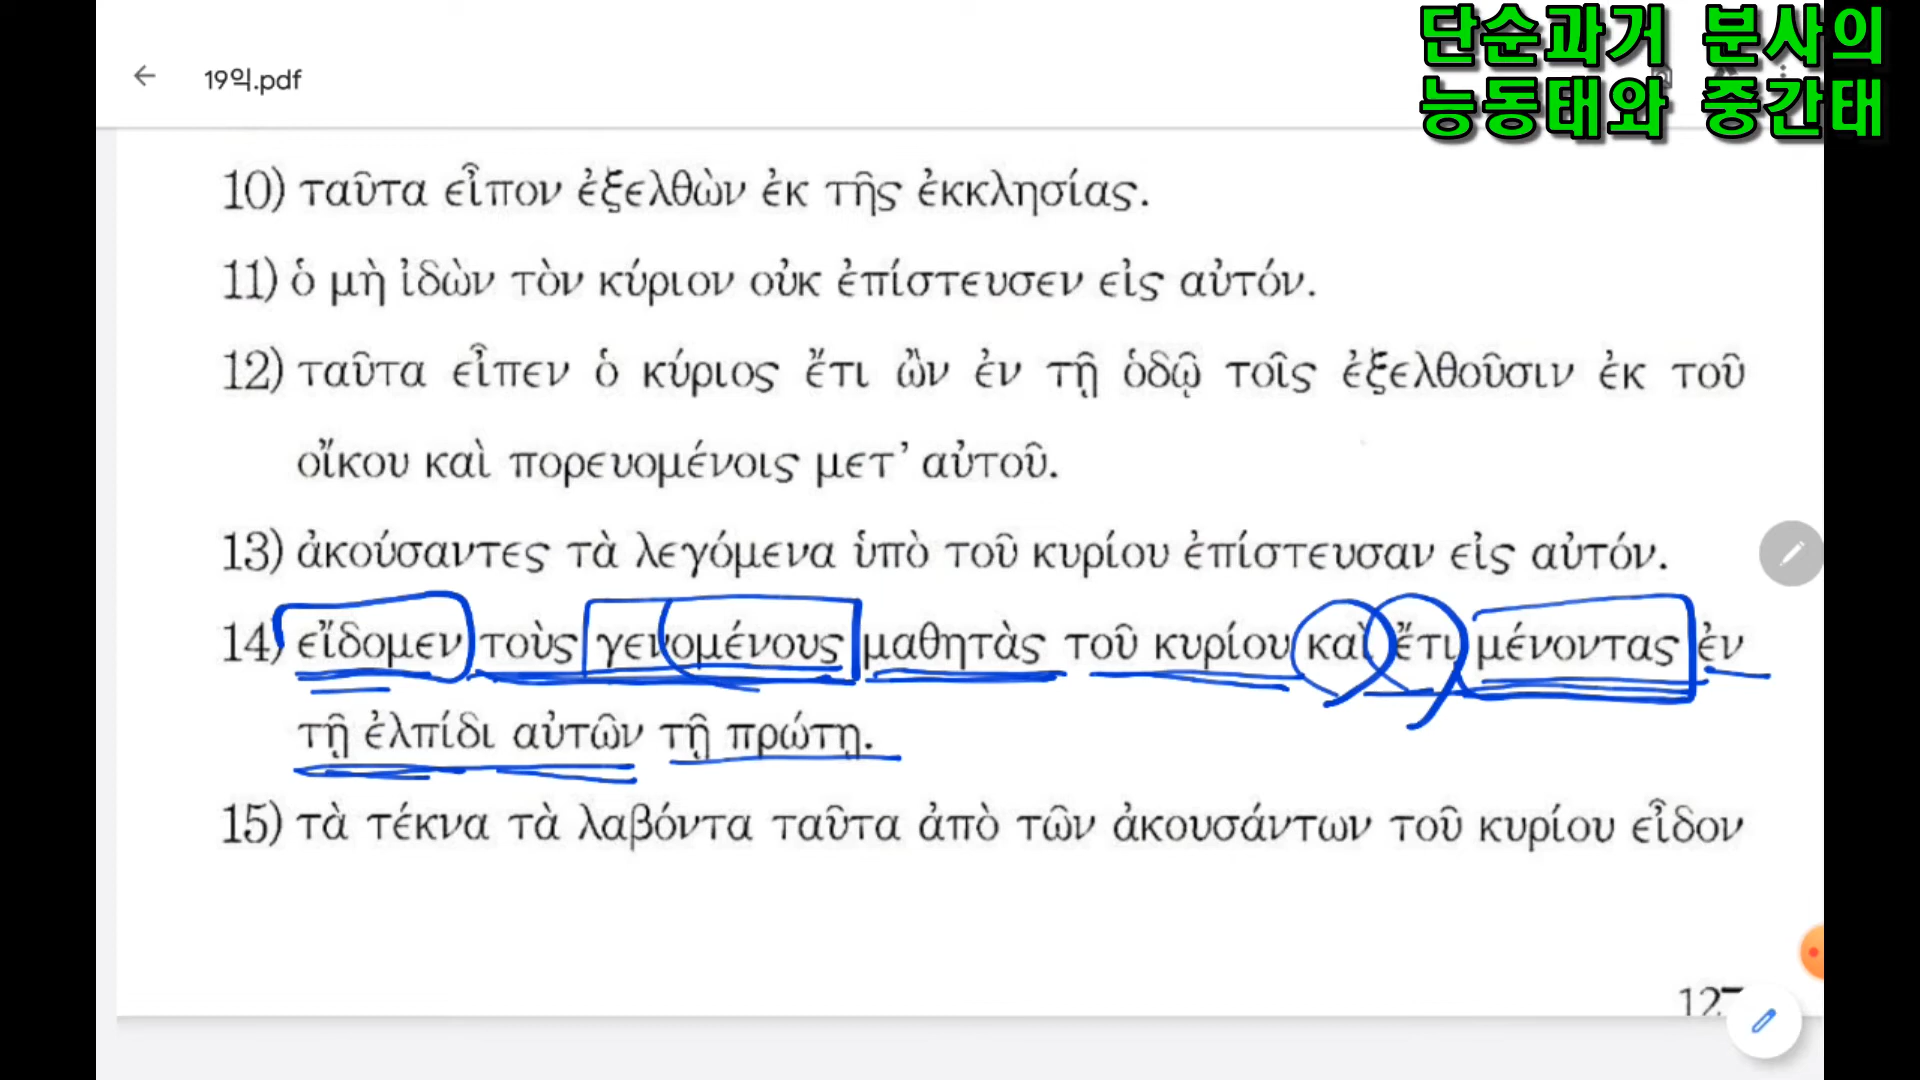 단순과거 분사의
능동태와 중간태
19익.pdf
10) ταῦτα εἶπον ἐξελθὼν ἐκ τῆς ἐκκλησίας.
11) ὁ μὴ ἰδὼν τὸν κύριον οὐκ ἐπίστευσεν εἰς αὐτόν.
12) ταῦτα εἶπεν ὁ κύριος ἔτι ὢν ἐν τῇ ὁδῷ τοῖς ἐξελθοῦσιν ἐκ τοῦ
οἴκου καὶ πορευομένοις μετ’ αὐτοῦ.
13) ἀκούσαντες τὰ λεγόμενα ὑπὸ τοῦ κυρίου ἐπίστευσαν εἰς αὐτόν.
14) εἴδομεν τοὺς γενομένους μαθητὰς τοῦ κυρίου καὶ ἔτι μένοντας ἐν
τῇ ἐλπίδι αὐτῶν τῇ πρώτῃ.
15) τὰ τέκνα τὰ λαβόντα ταῦτα ἀπὸ τῶν ἀκουσάντων τοῦ κυρίου εἶδον